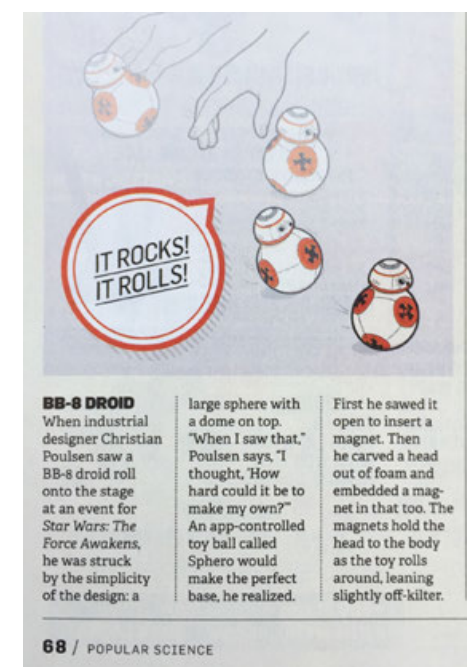 IT ROCKS!
IT ROLLS!
BB-8 DROID
When industrial
designer Christian
Poulsen saw a
BB-8 droid roll
onto the stage
at an event for
Star Wars: The
Force Awakens,
he was struck
by the simplicity
of the design: a
large sphere with
a dome on top.
"When I saw that,"
Poulsen says, "I
thought, 'How
hard could it be to
make my own?'"
An app-controlled
toy ball called
Sphero would
make the perfect
base, he realized.
First he sawed it
open to insert a
magnet. Then
he carved a head
out of foam and
embedded a mag-
net in that too. The
magnets hold the
head to the body
as the toy rolls
around, leaning
slightly off-kilter.
68 / POPULAR SCIENCE